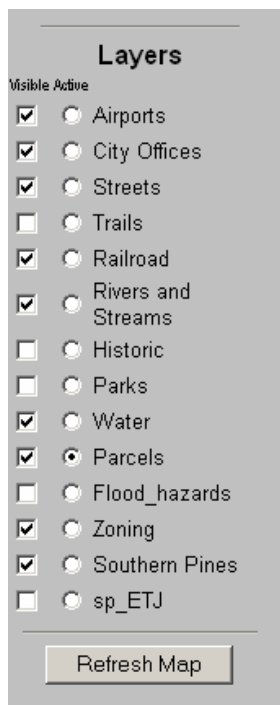 Layers
Visible Active
Airports
City Offices
Streets
Trails
Railroad
Rivers and
Streams
Historic
Parks
Water
Parcels
Flood_hazards
Zoning
Southern Pines
sp_ETJ
Refresh Map